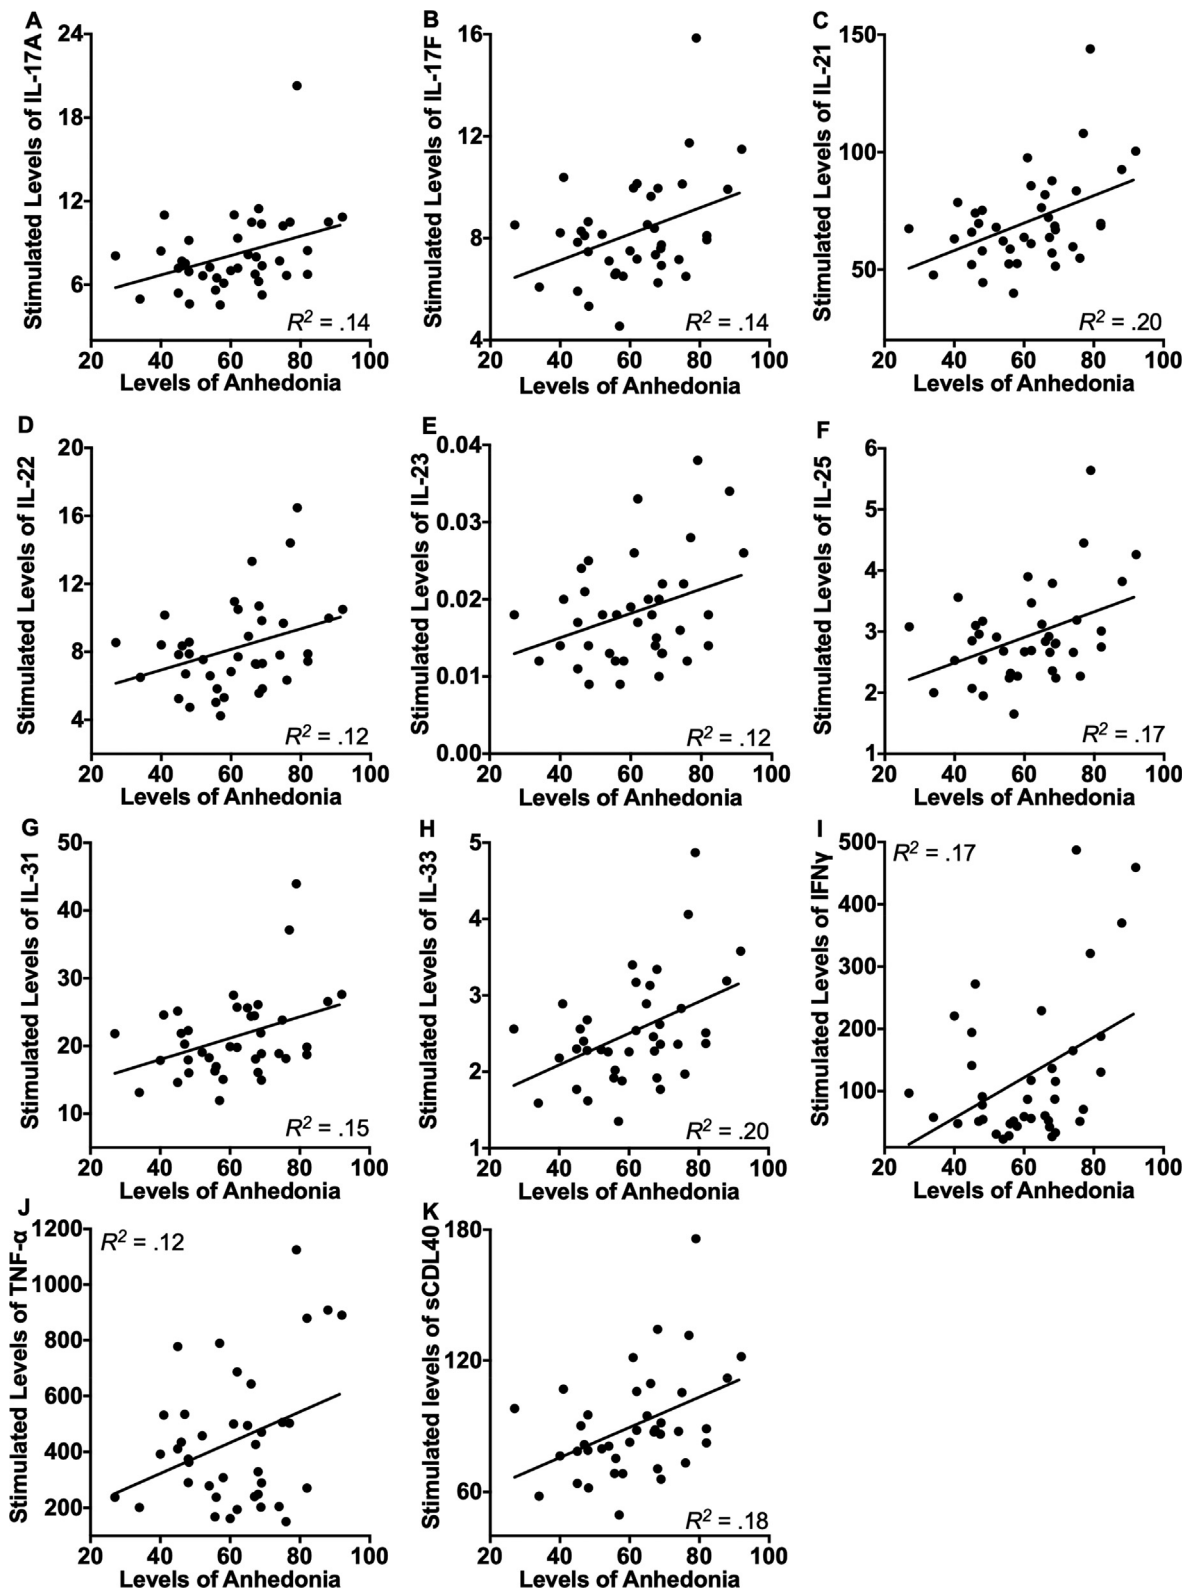 A
Stimulated Levels of IL-17A
24
18
12
6
20 40 60 80 100
Levels of Anhedonia
R² = .14
B
Stimulated Levels of IL-17F
16
12
8
4
20 40 60 80 100
Levels of Anhedonia
R² = .14
C
Stimulated Levels of IL-21
150
100
50
20 40 60 80 100
Levels of Anhedonia
R² = .20
D
Stimulated Levels of IL-22
20
16
12
8
4
20 40 60 80 100
Levels of Anhedonia
R² = .12
E
Stimulated Levels of IL-23
0.04
0.03
0.02
0.01
0.00
20 40 60 80 100
Levels of Anhedonia
R² = .12
F
Stimulated Levels of IL-25
6
5
4
3
2
1
20 40 60 80 100
Levels of Anhedonia
R² = .17
G
Stimulated Levels of IL-31
50
40
30
20
10
20 40 60 80 100
Levels of Anhedonia
R² = .15
H
Stimulated Levels of IL-33
5
4
3
2
1
20 40 60 80 100
Levels of Anhedonia
R² = .20
I
Stimulated Levels of IFNγ
500
400
300
200
100
20 40 60 80 100
Levels of Anhedonia
R² = .17
J
Stimulated Levels of TNF-α
1200
1000
800
600
400
200
20 40 60 80 100
Levels of Anhedonia
R² = .12
K
Stimulated levels of sCDL40
180
120
60
20 40 60 80 100
Levels of Anhedonia
R² = .18